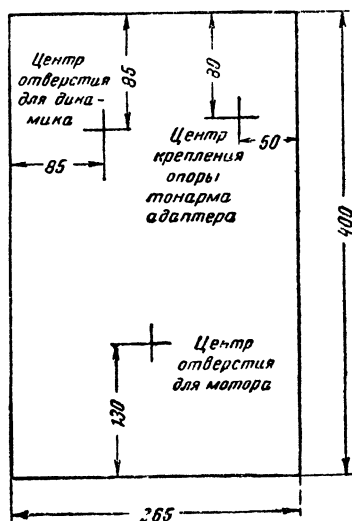 Центр
отверстия
для дина-
мика
85
80
50
85
Центр
крепления
опоры
тонарма
адаптера
400
Центр
отверстия
для мотора
130
265